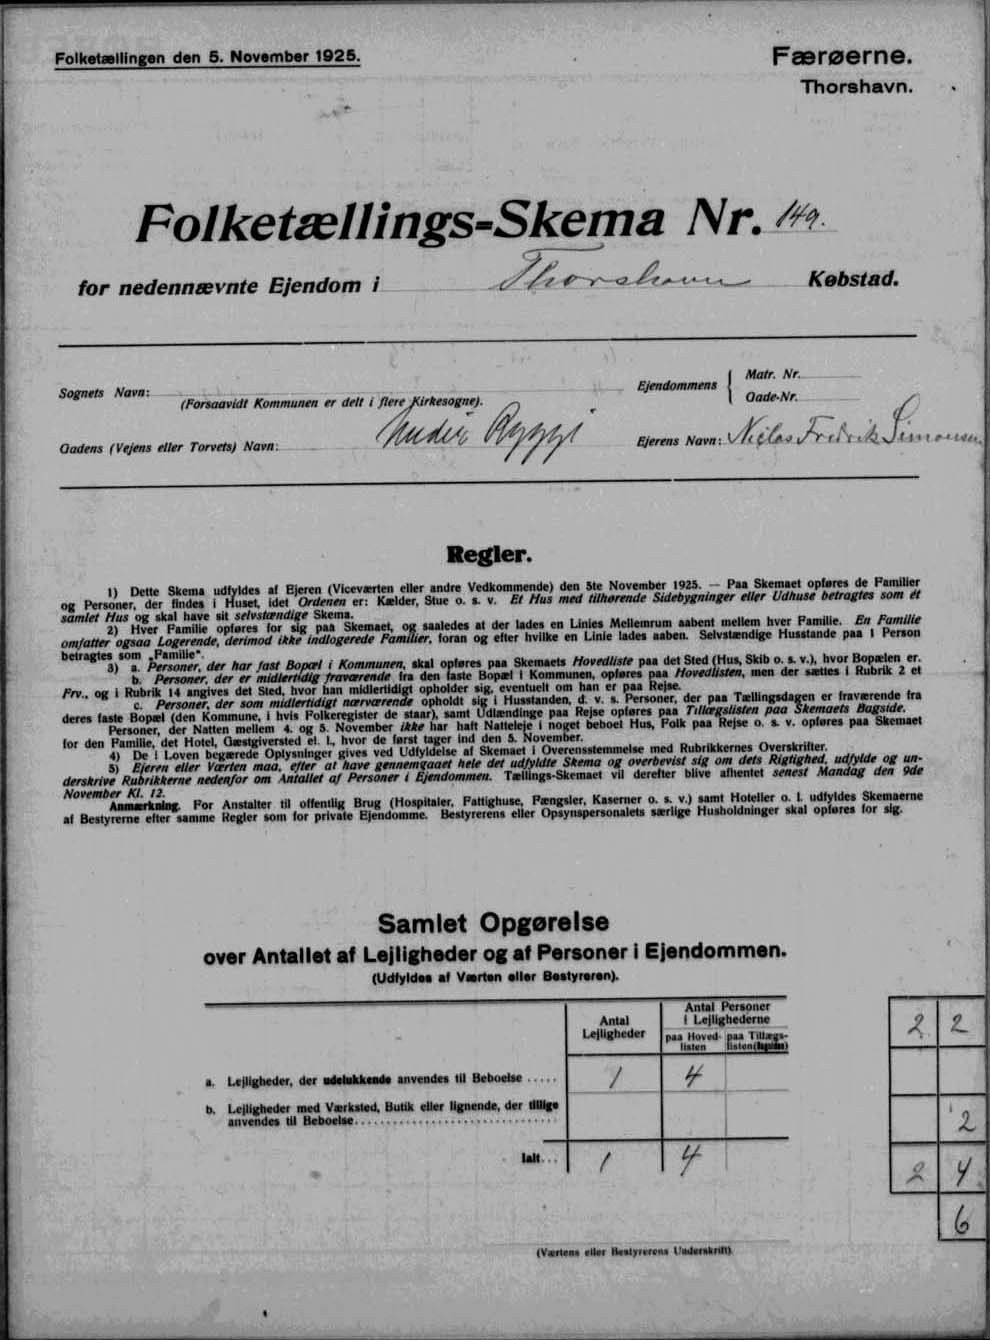 Folketællingen den 5. November 1925.
Færøerne.
Thorshavn.
Folketællings-Skema Nr. 149.
for nedennævnte Ejendom i Thorshavn Købstad.
Sognets Navn:
(Forsaavidt Kommunen er delt i flere Kirkesogne).
Ejendommens
Matr. Nr.
Gade-Nr.
Gadens (Vejens eller Torvets) Navn: Undir Ryggi
Ejerens Navn: Niclas Fredrik Simonsen
Regler.
1) Dette Skema udfyldes af Ejeren (Viceværten eller andre Vedkommende) den 5te November 1925. — Paa Skemaet opføres de Familier
og Personer, der findes i Huset, idet Ordenen er: Kælder, Stue o. s. v. Et Hus med tilhørende Sidebygninger eller Udhuse betragtes som ét
samlet Hus og skal have sit selvstændige Skema.
2) Hver Familie opføres for sig paa Skemaet, og saaledes at der lades en Linies Mellemrum aabent mellem hver Familie. En Familie
omfatter ogsaa Logerende, derimod ikke indlogerede Familier, foran og efter hvilke en Linie lades aaben. Selvstændige Husstande paa 1 Person
betragtes som „Familie“.
3) a. Personer, der har fast Bopæl i Kommunen, skal opføres paa Skemaets Hovedliste paa det Sted (Hus, Skib o. s. v.), hvor Bopælen er.
b. Personer, der er midlertidig fraværende fra den faste Bopæl i Kommunen, opføres paa Hovedlisten, men der sættes i Rubrik 2 et
Frv., og i Rubrik 14 angives det Sted, hvor han midlertidigt opholder sig, eventuelt om han er paa Rejse.
c. Personer, der som midlertidigt nærværende opholdt sig i Husstanden, d. v. s. Personer, der paa Tællingsdagen er fraværende fra
deres faste Bopæl (den Kommune, i hvis Folkeregister de staar), samt Udlændinge paa Rejse opføres paa Tillægslisten paa Skemaets Bagside.
Personer, der Natten mellem 4. og 5. November ikke har haft Natteleje i noget beboet Hus, Folk paa Rejse o. s. v. opføres paa Skemaet
for den Familie, det Hotel, Gæstgiversted el. l., hvor de først tager ind den 5. November.
4) De i Loven begærede Oplysninger gives ved Udfyldelse af Skemaet i Overensstemmelse med Rubrikkernes Overskrifter.
5) Ejeren eller Værten maa, efter at have gennemgaaet hele det udfyldte Skema og overbevist sig om dets Rigtighed, udfylde og un-
derskrive Rubrikkerne nedenfor om Antallet af Personer i Ejendommen. Tællings-Skemaet vil derefter blive afhentet senest Mandag den 9de
November Kl. 12.
Anmærkning. For Anstalter til offentlig Brug (Hospitaler, Fattighuse, Fængsler, Kaserner o. s. v.) samt Hoteller o. l. udfyldes Skemaerne
af Bestyrerne efter samme Regler som for private Ejendomme. Bestyrerens eller Opsynspersonalets særlige Husholdninger skal opføres for sig.
Samlet Opgørelse
over Antallet af Lejligheder og af Personer i Ejendommen.
(Udfyldes af Værten eller Bestyreren).
Antal Lejligheder
Antal Personer i Lejlighederne
paa Hoved-listen
paa Tillægs-listen (bagsiden)
a. Lejligheder, der udelukkende anvendes til Beboelse ..... 1 4
b. Lejligheder med Værksted, Butik eller lignende, der tillige
anvendes til Beboelse
Ialt... 1 4
2 2
2
2 4
6
(Værtens eller Bestyrerens Underskrift)